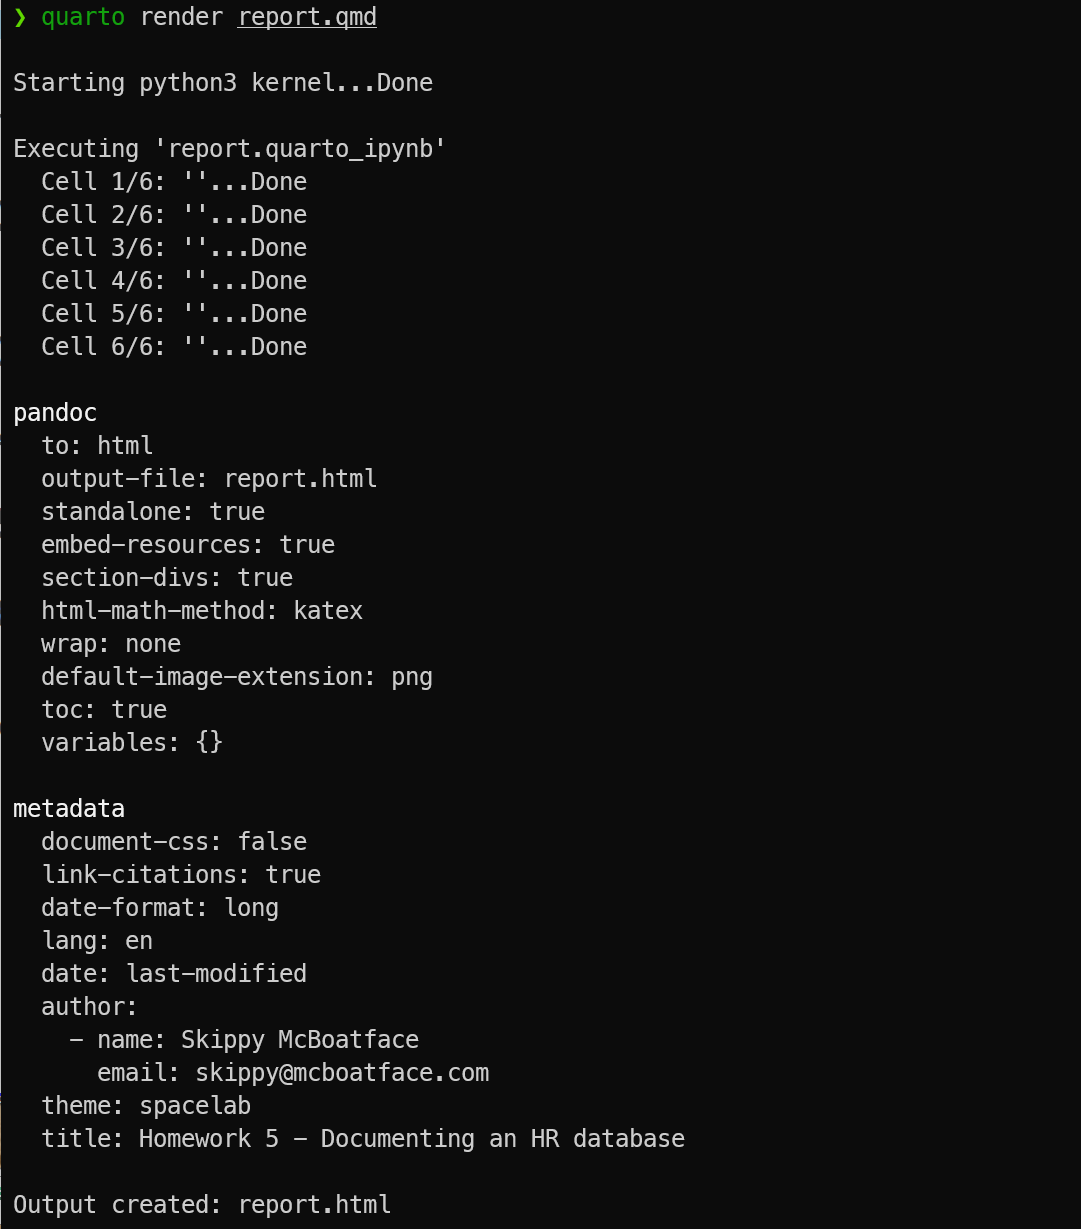 ❯ quarto render report.qmd
Starting python3 kernel...Done
Executing 'report.quarto_ipynb'
  Cell 1/6: ''...Done
  Cell 2/6: ''...Done
  Cell 3/6: ''...Done
  Cell 4/6: ''...Done
  Cell 5/6: ''...Done
  Cell 6/6: ''...Done
pandoc
  to: html
  output-file: report.html
  standalone: true
  embed-resources: true
  section-divs: true
  html-math-method: katex
  wrap: none
  default-image-extension: png
  toc: true
  variables: {}
metadata
  document-css: false
  link-citations: true
  date-format: long
  lang: en
  date: last-modified
  author:
    - name: Skippy McBoatface
      email: skippy@mcboatface.com
  theme: spacelab
  title: Homework 5 - Documenting an HR database
Output created: report.html